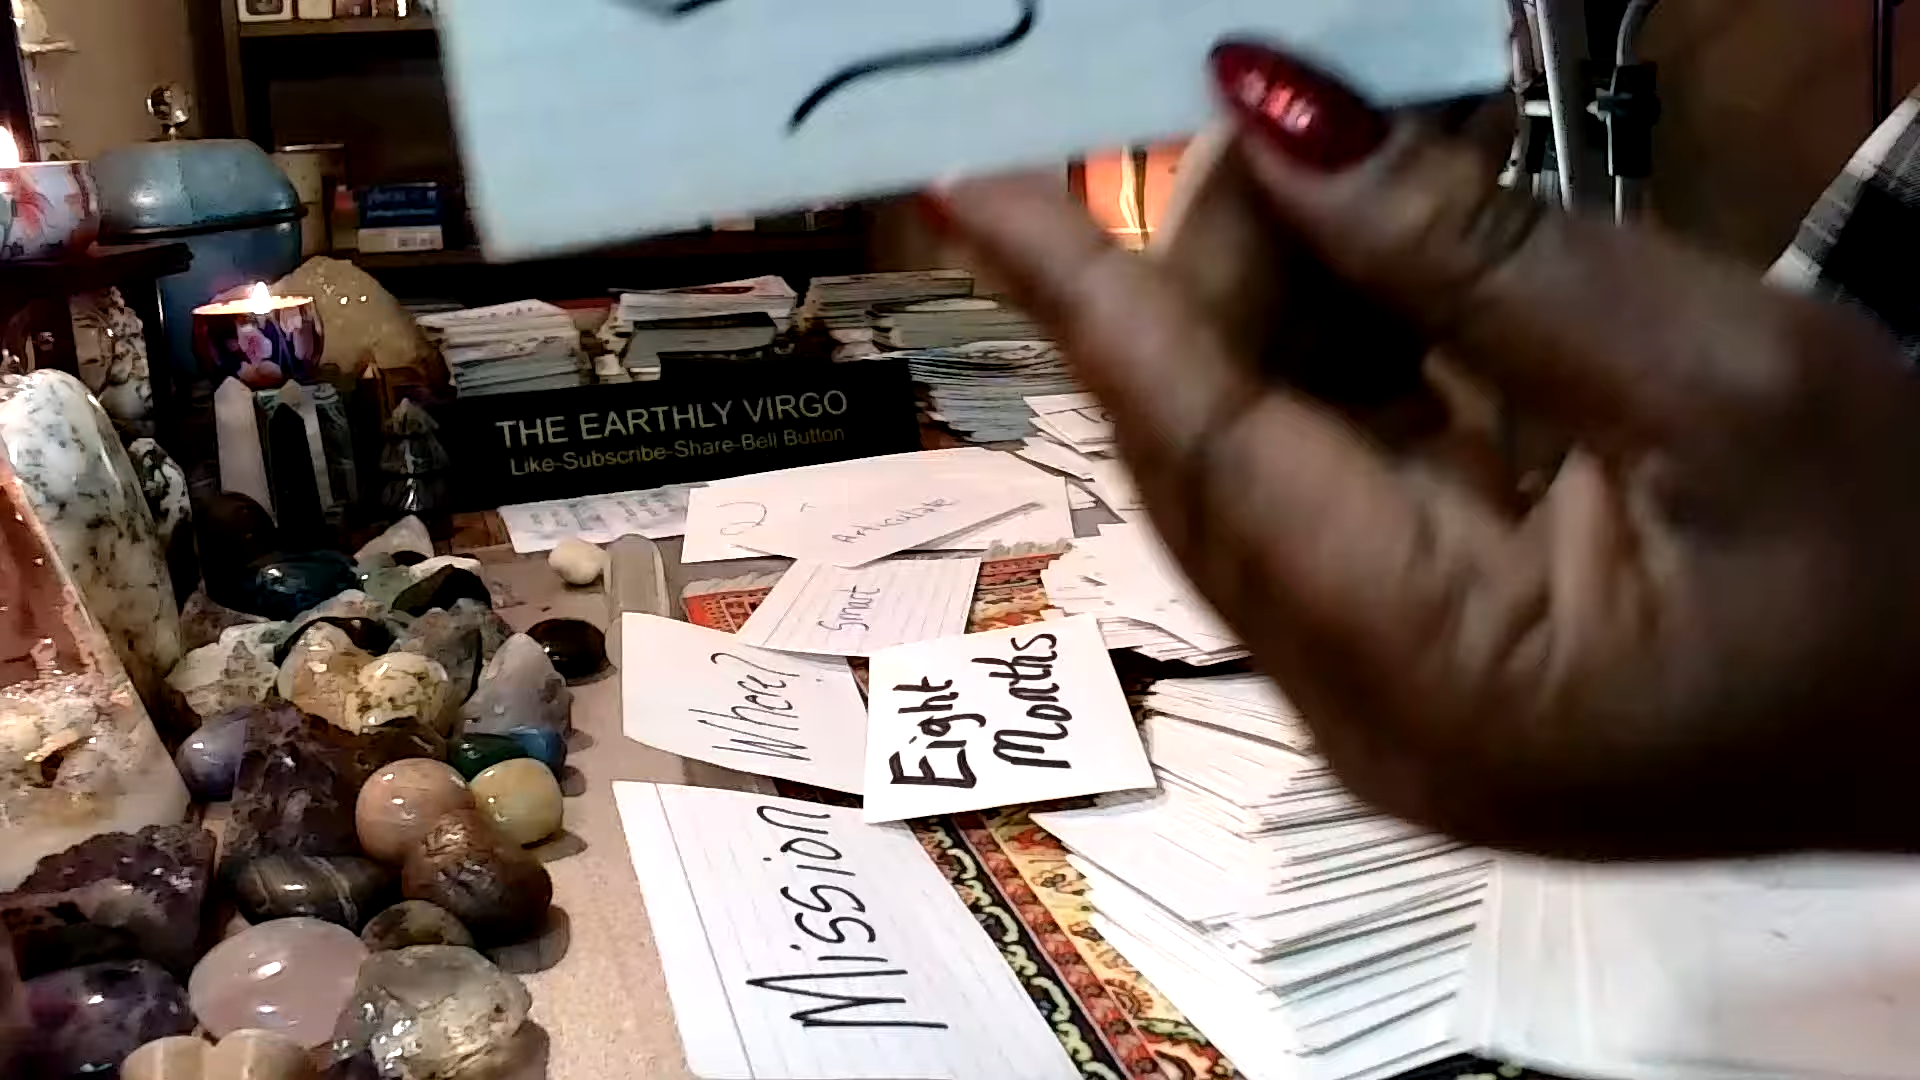 THE EARTHLY VIRGO
Like-Subscribe-Share-Bell Button
Articulate
Smart
Where?
Eight
Months
Mission